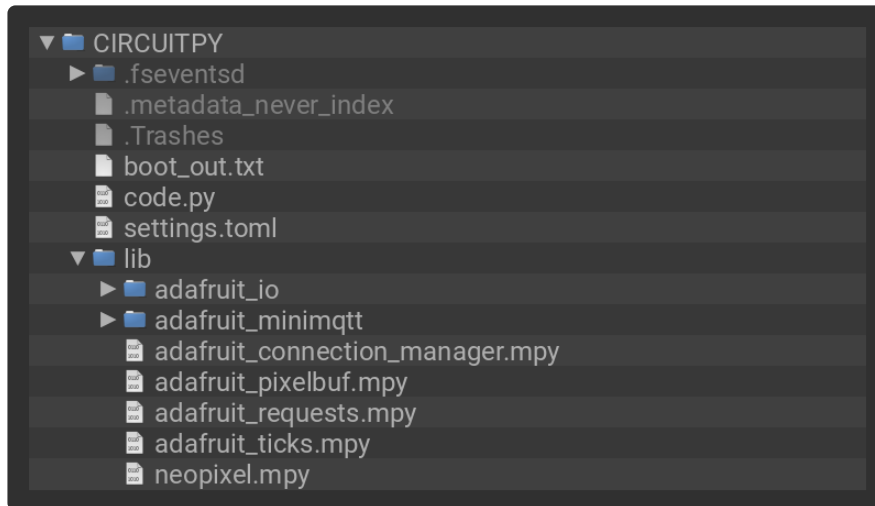 CIRCUITPY
.fseventsd
.metadata_never_index
.Trashes
boot_out.txt
code.py
settings.toml
lib
adafruit_io
adafruit_minimqtt
adafruit_connection_manager.mpy
adafruit_pixelbuf.mpy
adafruit_requests.mpy
adafruit_ticks.mpy
neopixel.mpy